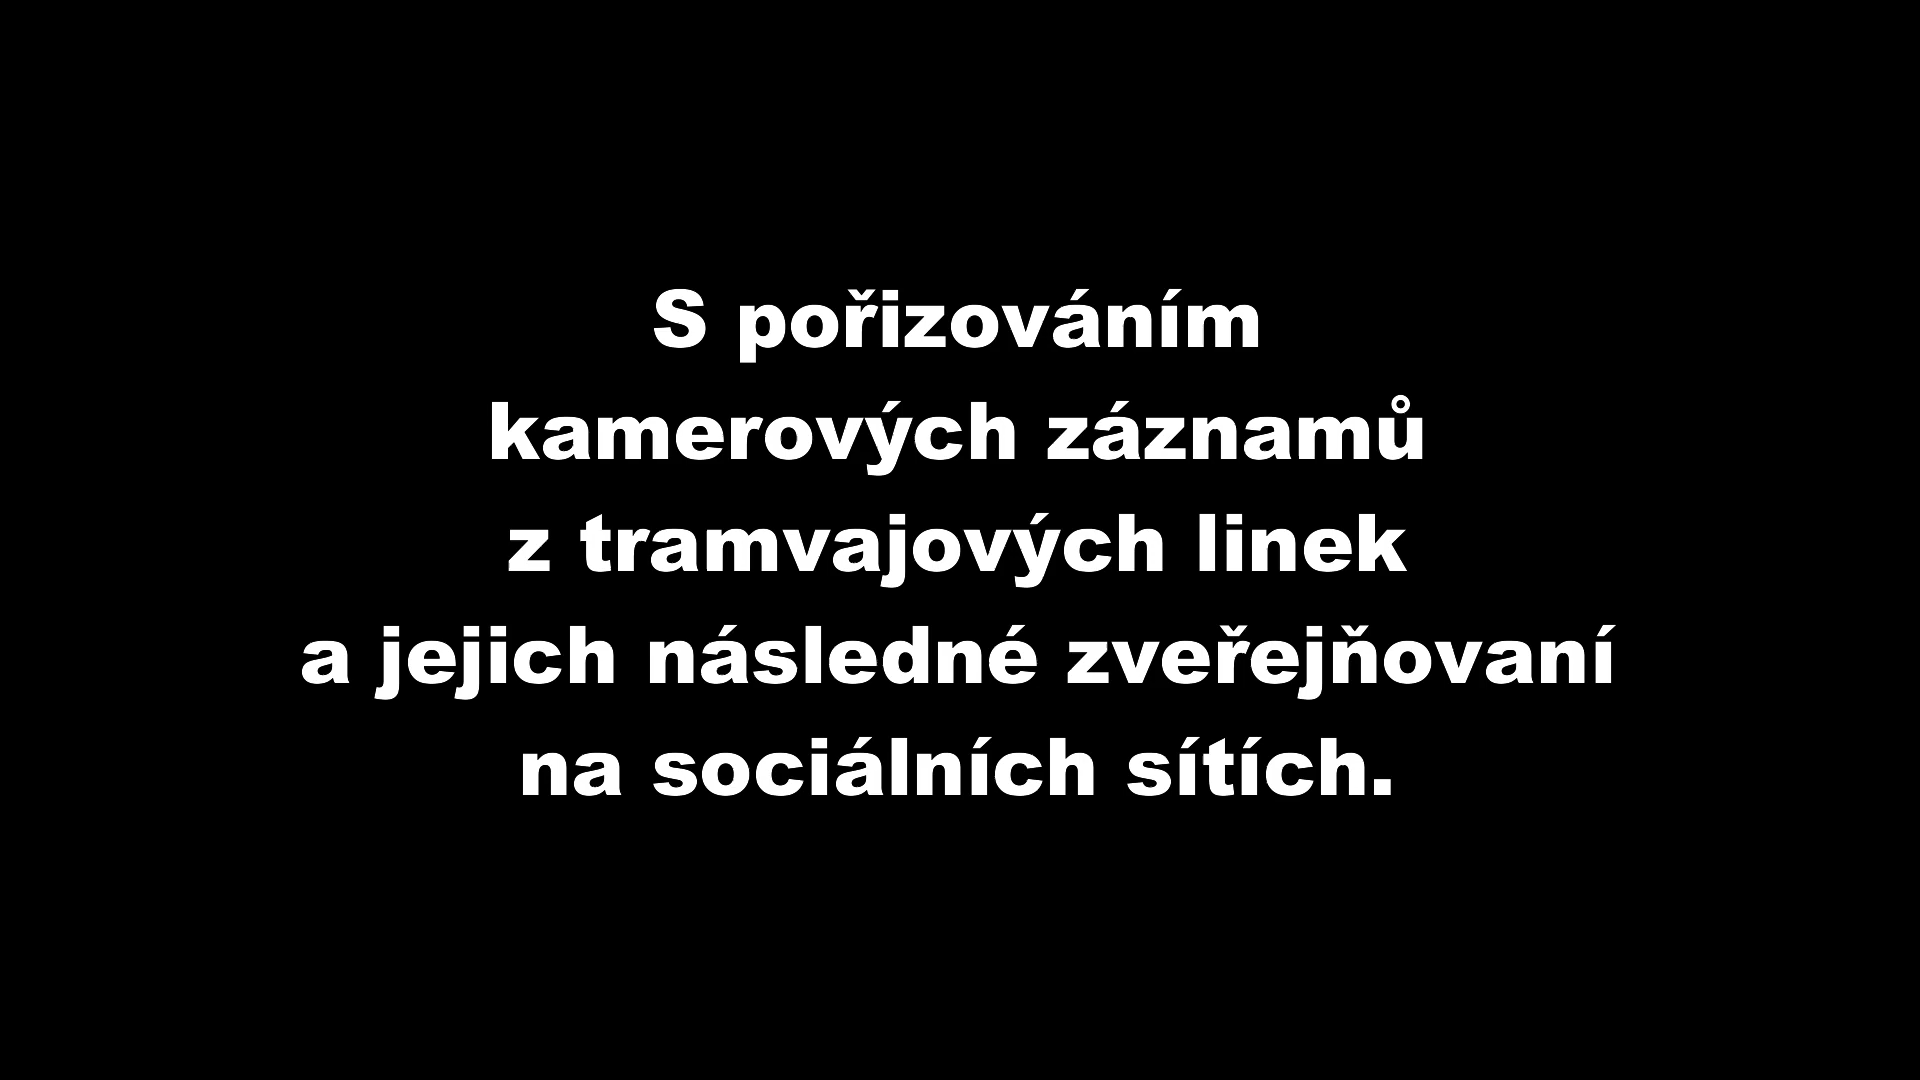 S pořizováním
kamerových záznamů
z tramvajových linek
a jejich následné zveřejňovaní
na sociálních sítích.